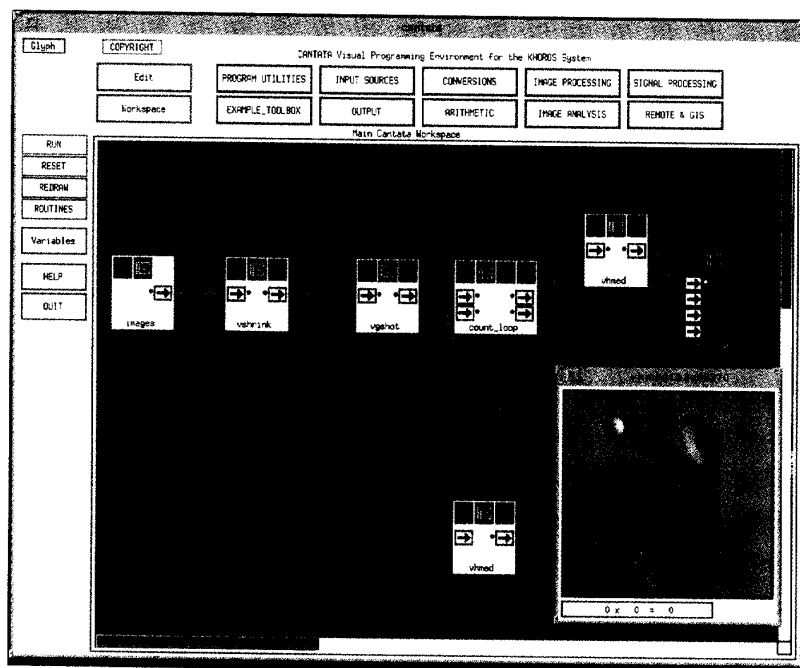 cantata
Glyph
COPYRIGHT
CANTATA Visual Programming Environment for the KHOROS System
Edit
PROGRAM UTILITIES
INPUT SOURCES
CONVERSIONS
IMAGE PROCESSING
SIGNAL PROCESSING
Workspace
EXAMPLE_TOOLBOX
OUTPUT
ARITHMETIC
IMAGE ANALYSIS
REMOTE & GIS
Main Cantata Workspace
RUN
RESET
REDRAW
ROUTINES
Variables
HELP
QUIT
images
vshrink
vgshot
count_loop
vhmed
vhmed
0 x 0 = 0